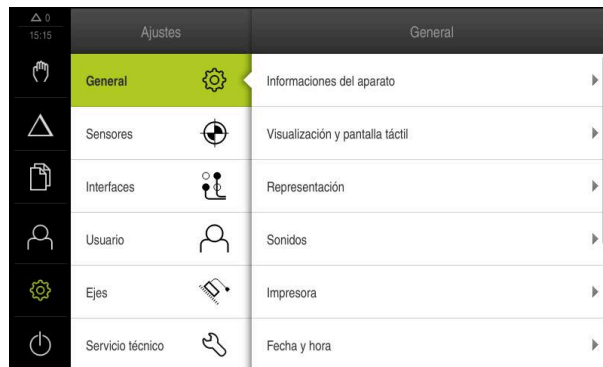 0
15:15
Ajustes
General
General
Sensores
Interfaces
Usuario
Ejes
Servicio técnico
Informaciones del aparato
Visualización y pantalla táctil
Representación
Sonidos
Impresora
Fecha y hora